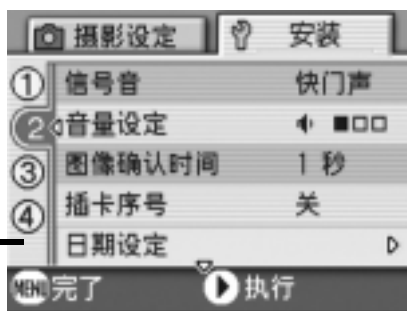 摄影设定 安装
1 信号音 快门声
2 音量设定
3 图像确认时间 1 秒
4 插卡序号 关
日期设定
MENU 完了 执行